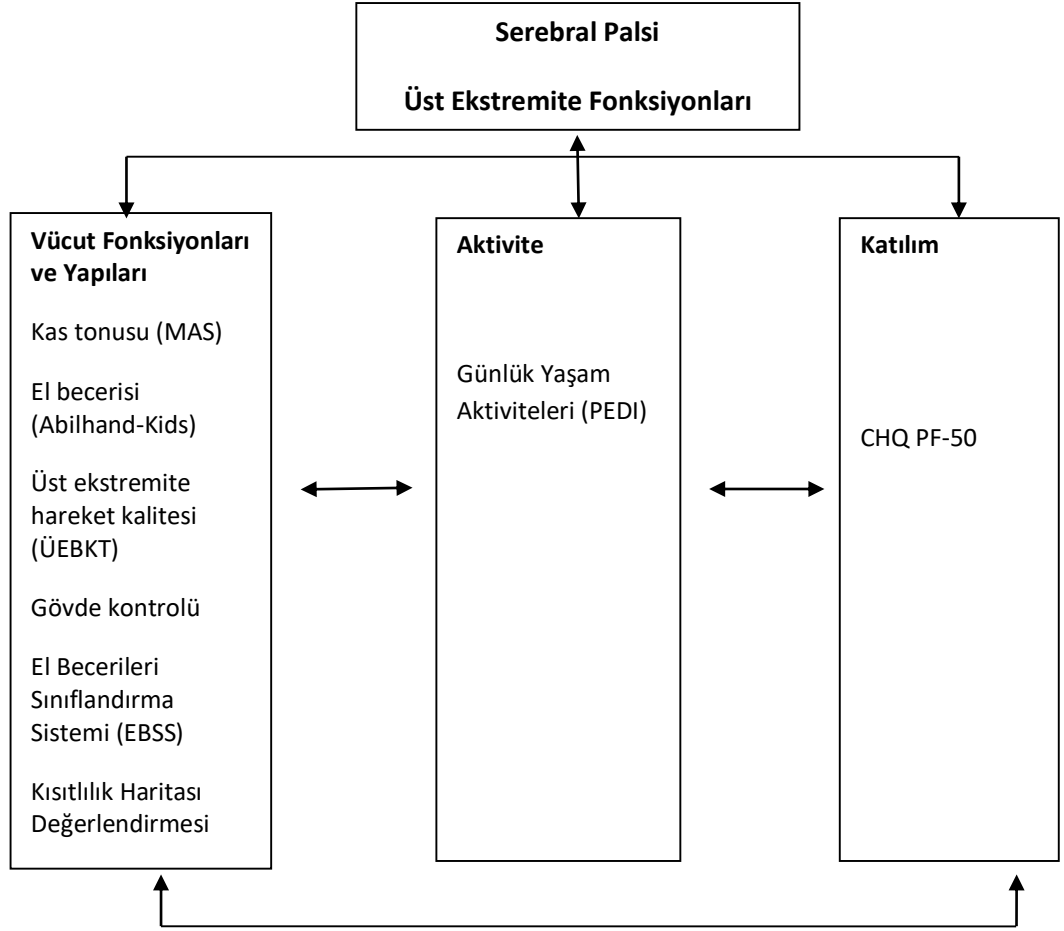 Serebral Palsi
Üst Ekstremite Fonksiyonları
Vücut Fonksiyonları
ve Yapıları
Kas tonusu (MAS)
El becerisi
(Abilhand-Kids)
Üst ekstremite
hareket kalitesi
(ÜEBKT)
Gövde kontrolü
El Becerileri
Sınıflandırma
Sistemi (EBSS)
Kısıtlılık Haritası
Değerlendirmesi
Aktivite
Günlük Yaşam
Aktiviteleri (PEDI)
Katılım
CHQ PF-50